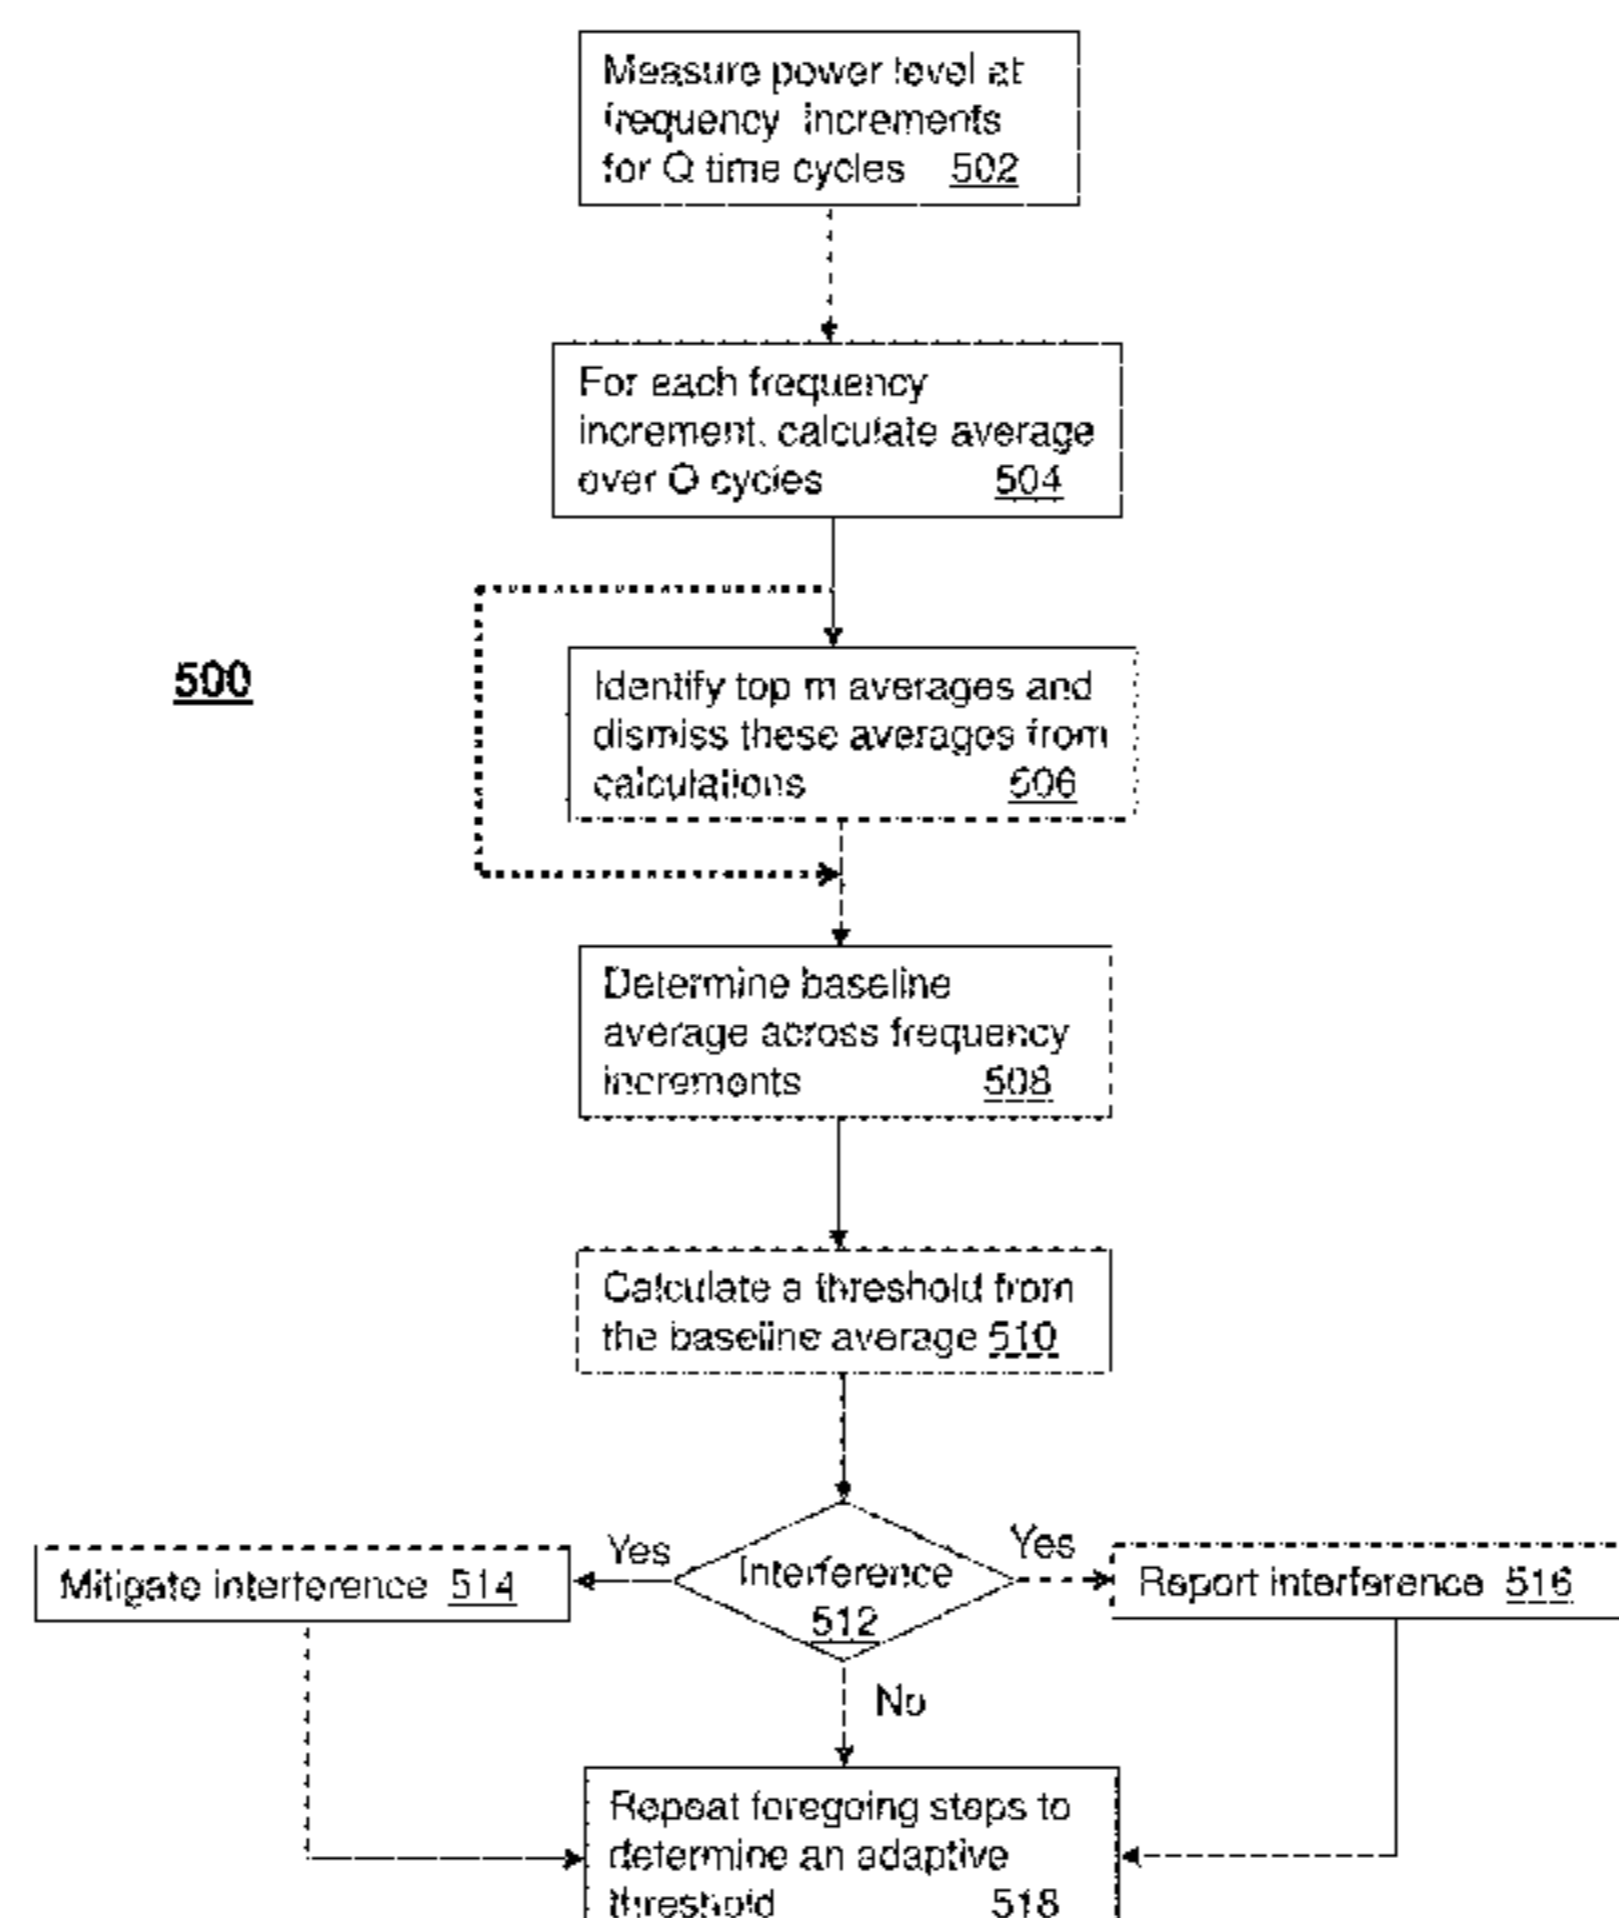 Measure power level at
frequency increments
for Q time cycles 502
For each frequency
increment, calculate average
over Q cycles 504
500
Identify top m averages and
dismiss these averages from
calculations 506
Determine baseline
average across frequency
increments 508
Calculate a threshold from
the baseline average 510
Yes
Yes
Mitigate interference 514
Interference
512
Report interference 516
No
Repeat foregoing steps to
determine an adaptive
threshold 518